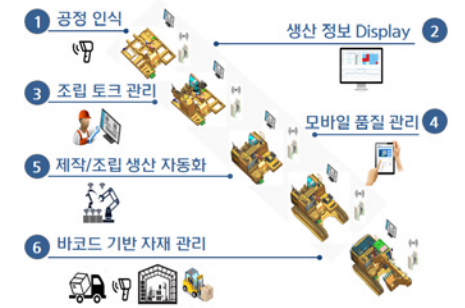 1 공정 인식
생산 정보 Display 2
3 조립 토크 관리
모바일 품질 관리 4
5 제작/조립 생산 자동화
6 바코드 기반 자재 관리